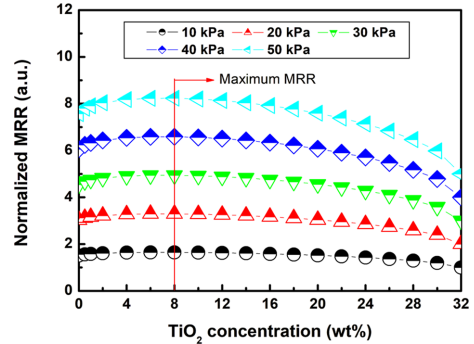 12
10
8
6
4
2
0
Normalized MRR (a.u.)
10 kPa 20 kPa 30 kPa
40 kPa 50 kPa
Maximum MRR
0 4 8 12 16 20 24 28 32
TiO₂ concentration (wt%)